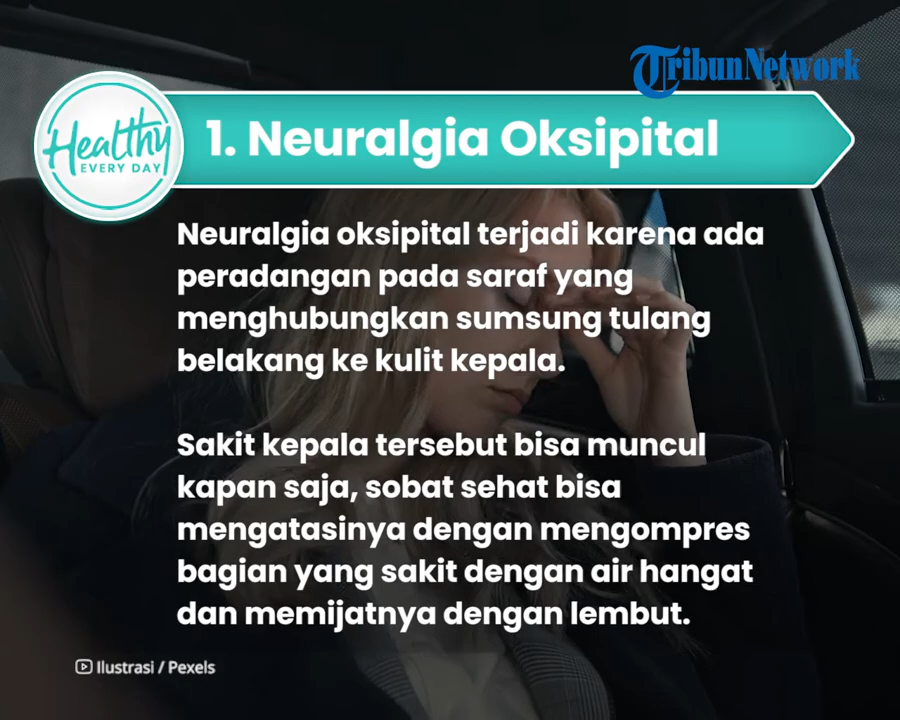 TribunNetwork
Healthy
EVERY DAY
1. Neuralgia Oksipital
Neuralgia oksipital terjadi karena ada
peradangan pada saraf yang
menghubungkan sumsung tulang
belakang ke kulit kepala.
Sakit kepala tersebut bisa muncul
kapan saja, sobat sehat bisa
mengatasinya dengan mengompres
bagian yang sakit dengan air hangat
dan memijatnya dengan lembut.
Ilustrasi / Pexels